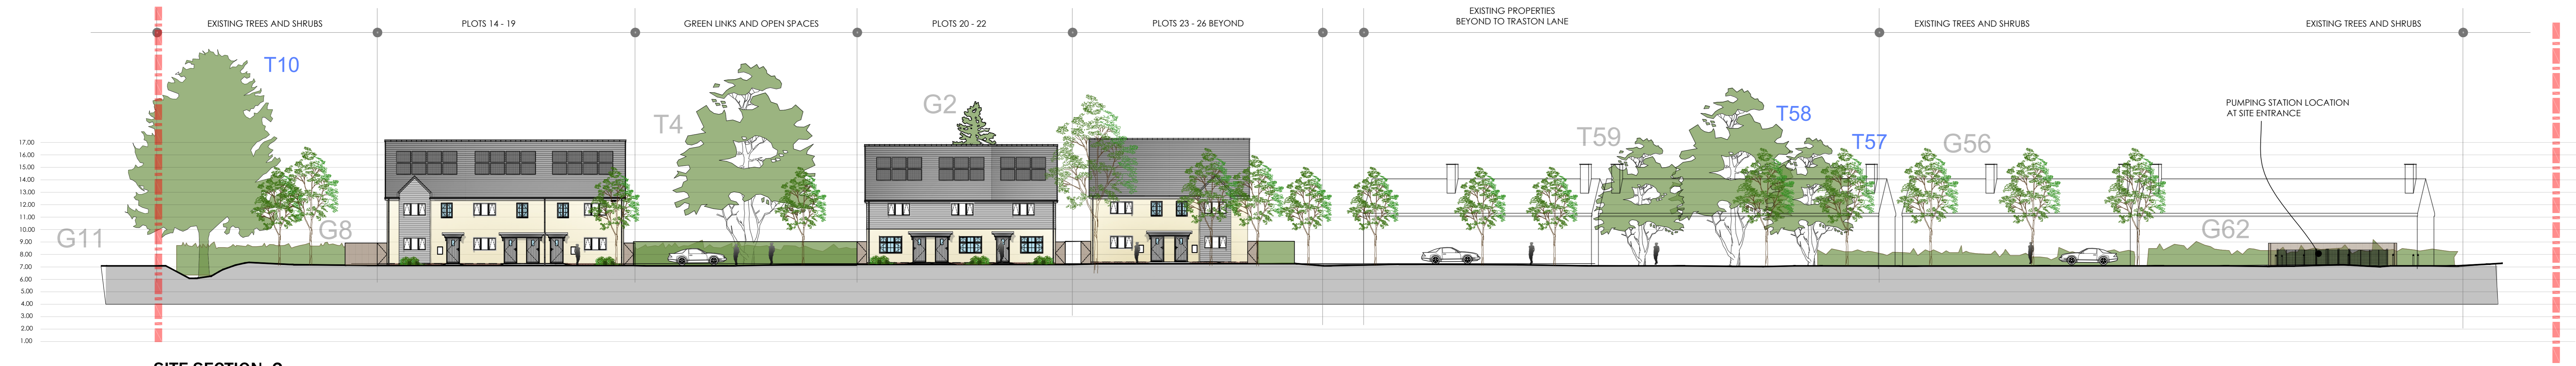 EXISTING TREES AND SHRUBS
PLOTS 14 - 19
GREEN LINKS AND OPEN SPACES
PLOTS 20 - 22
PLOTS 23 - 26 BEYOND
EXISTING PROPERTIES
BEYOND TO TRASTON LANE
EXISTING TREES AND SHRUBS
EXISTING TREES AND SHRUBS
T10
T4
G2
T59
T58
T57
G56
PUMPING STATION LOCATION
AT SITE ENTRANCE
G11
G8
G62
17.00
16.00
15.00
14.00
13.00
12.00
11.00
10.00
9.00
8.00
7.00
6.00
5.00
4.00
3.00
2.00
1.00